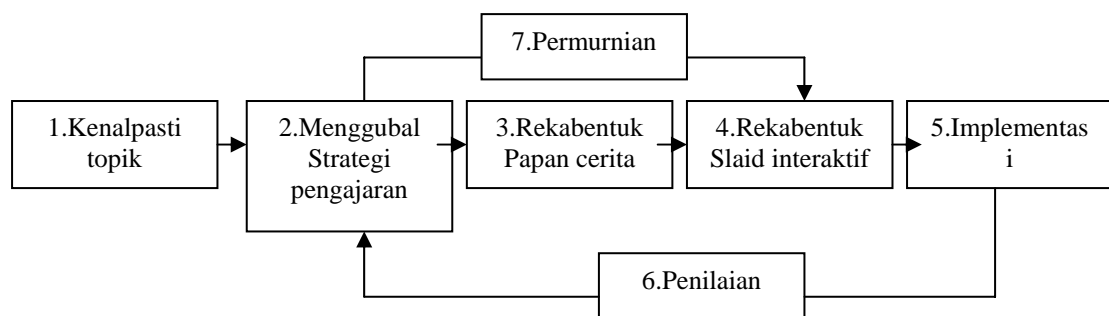 7.Permurnian
1.Kenalpasti
topik
2.Menggubal
Strategi
pengajaran
3.Rekabentuk
Papan cerita
4.Rekabentuk
Slaid interaktif
5.Implementas
i
6.Penilaian